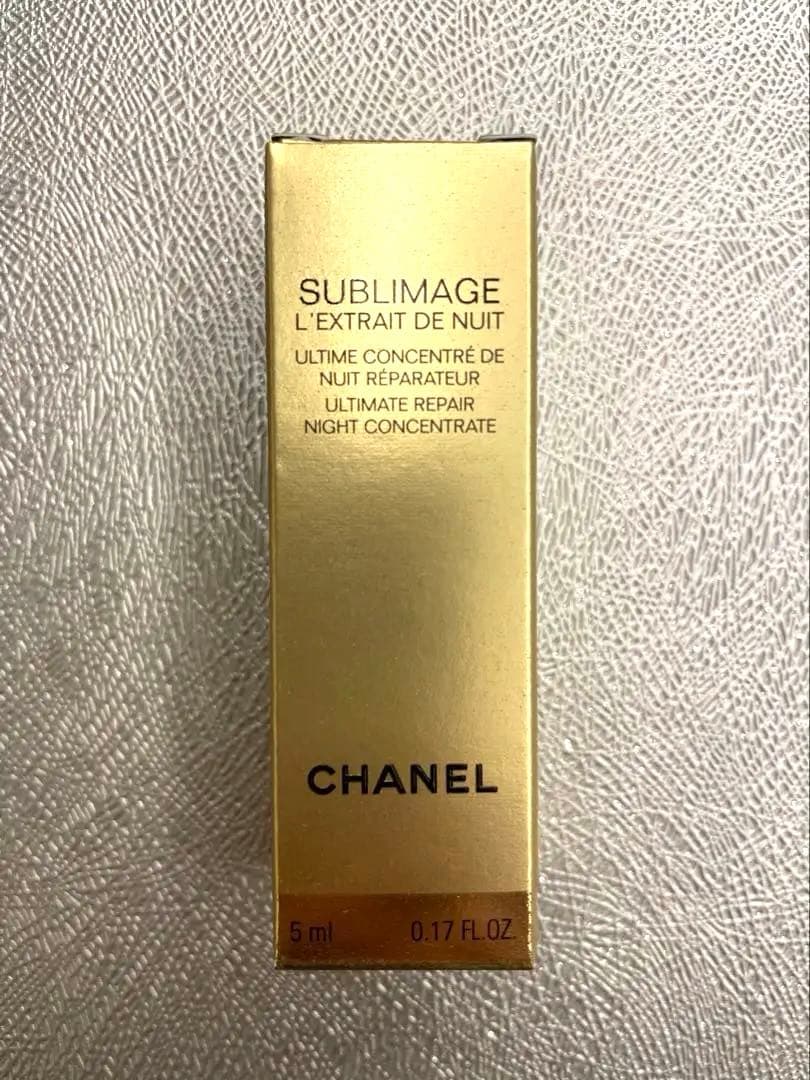 SUBLIMAGE
L'EXTRAIT DE NUIT
ULTIME CONCENTRÉ DE
NUIT RÉPARATEUR
ULTIMATE REPAIR
NIGHT CONCENTRATE
CHANEL
5 ml 0.17 FL.OZ.